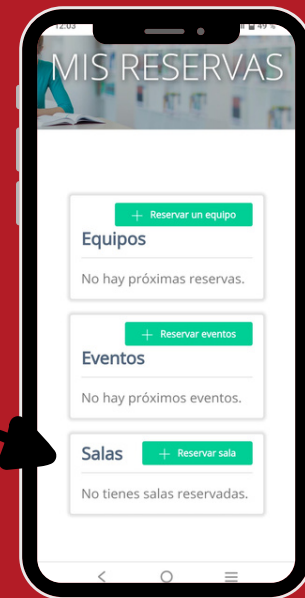 12:03 49 %
MIS RESERVAS
+ Reservar un equipo
Equipos
No hay próximas reservas.
+ Reservar eventos
Eventos
No hay próximos eventos.
Salas + Reservar sala
No tienes salas reservadas.